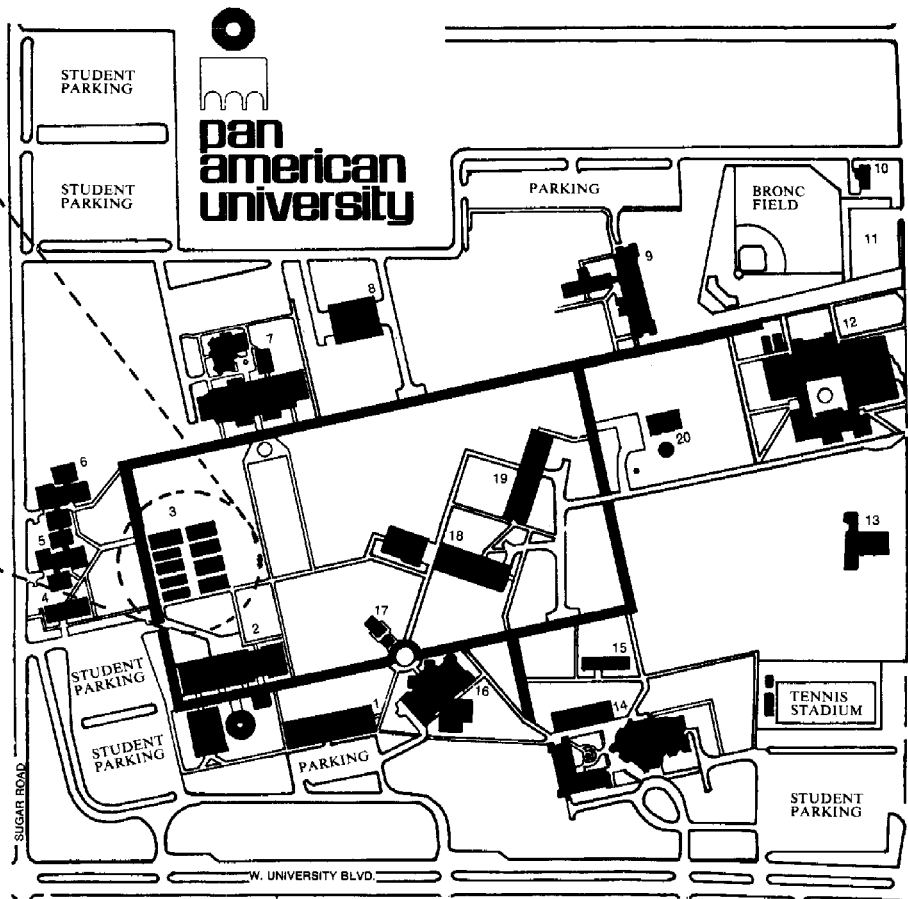 STUDENT
PARKING
pan
american
university
STUDENT
PARKING
PARKING
BRONC
FIELD
10
11
9
8
7
12
6
5
4
3
2
20
19
18
13
17
15
16
1
14
STUDENT
PARKING
STUDENT
PARKING
PARKING
TENNIS
STADIUM
STUDENT
PARKING
SUGAR ROAD
W. UNIVERSITY BLVD.